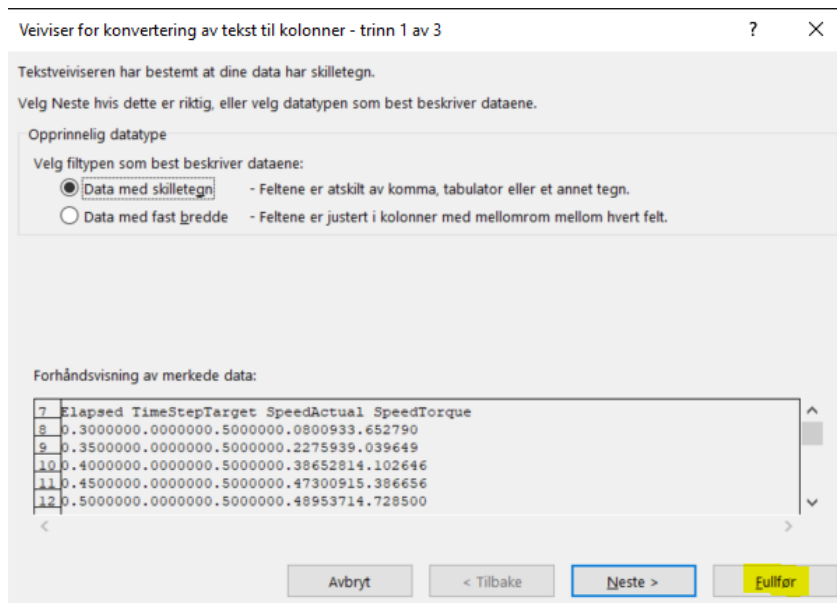 Veiviser for konvertering av tekst til kolonner - trinn 1 av 3 ?
Tekstveiviseren har bestemt at dine data har skilletegn.
Velg Neste hvis dette er riktig, eller velg datatypen som best beskriver dataene.
Opprinnelig datatype
Velg filtypen som best beskriver dataene:
Data med skilletegn - Feltene er atskilt av komma, tabulator eller et annet tegn.
Data med fast bredde - Feltene er justert i kolonner med mellomrom mellom hvert felt.
Forhåndsvisning av merkede data:
7 Elapsed TimeStepTarget SpeedActual SpeedTorque
8 0.3000000.0000000.5000000.0800933.652790
9 0.3500000.0000000.5000000.2275939.039649
10 0.4000000.0000000.5000000.38652814.102646
11 0.4500000.0000000.5000000.47300915.386656
12 0.5000000.0000000.5000000.48953714.728500
Avbryt < Tilbake Neste > Fullfør